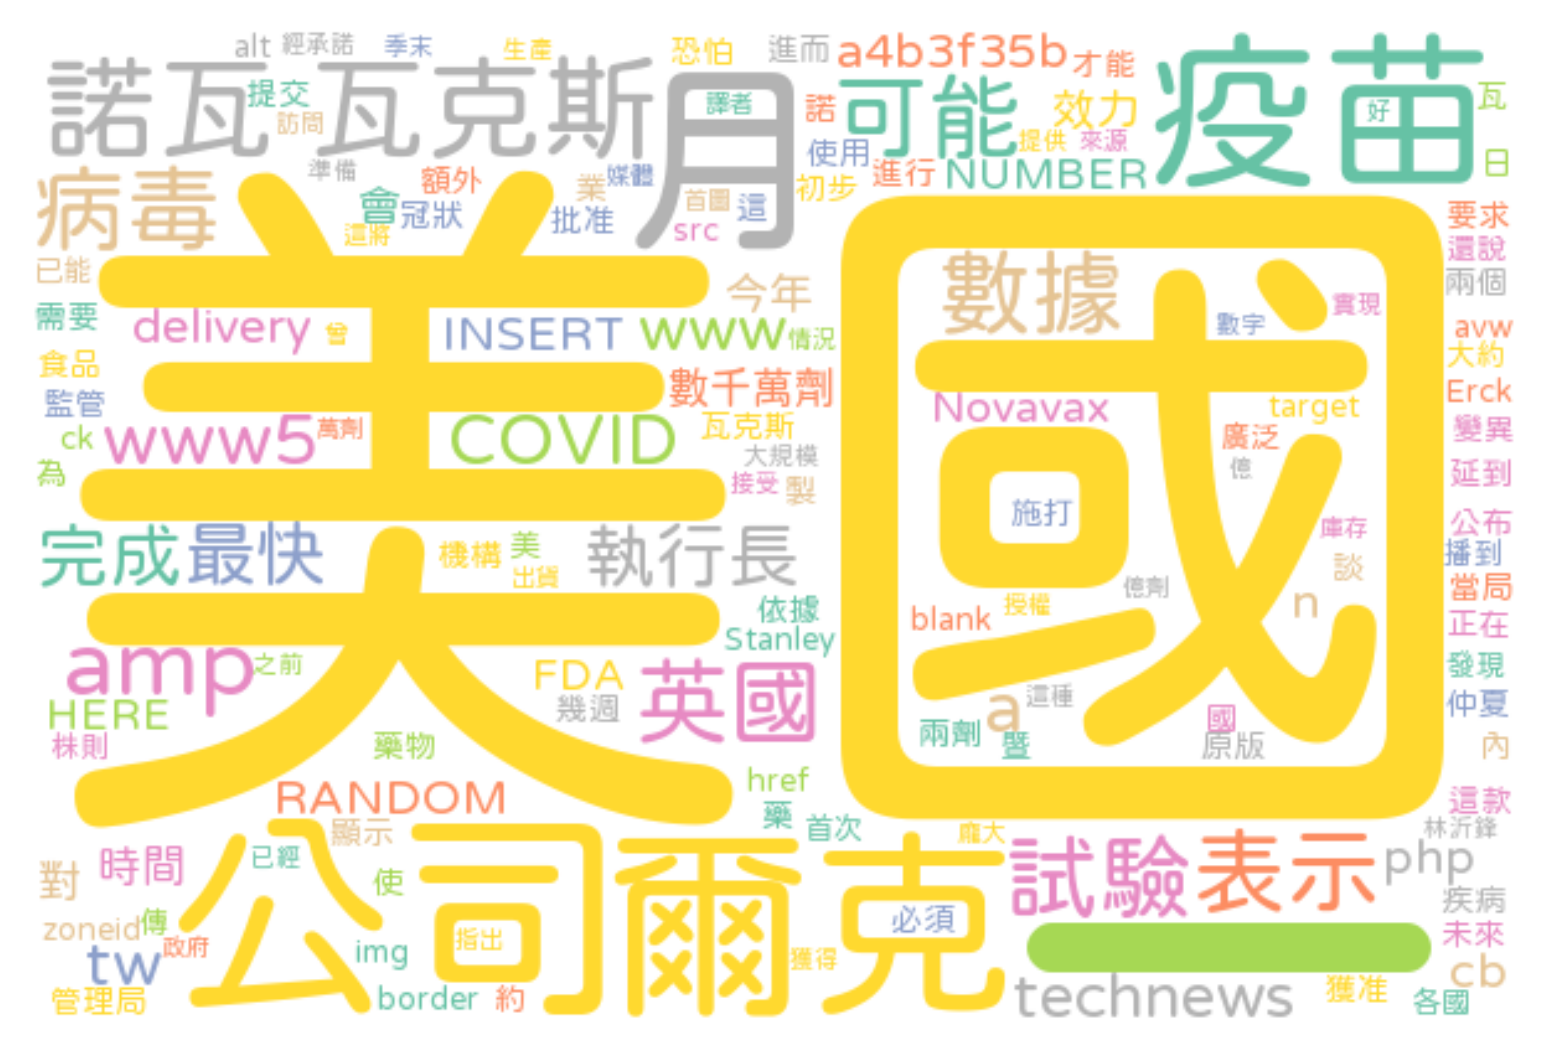 alt 經承諾 季末 生產 恐怕 進而 a4b3f35b 才能
諾瓦 瓦克斯 月 可能 疫苗
提交 訪問 譯者 諾 效力 好 瓦
提供 來源
準備 額外 業 媒體 使用 進行 NUMBER 日
病毒 會 冠狀 批准 首圖 這 初步
這將 src 要求
已能 今年 數據 還說
兩個
美國
需要 delivery 曾 INSERT www 情況 數字 實現 avw
食品 大約
監管 數千萬劑 Novavax target Erck
ck www5 萬劑 COVID 瓦克斯 廣泛 變異
為 大規模 億
接受 製 延到
施打 公布
完成 最快 機構 美 執行長 庫存 播到
出貨 談
億劑 當局
依據 blank 授權 n 正在
Stanley
amp 之前 FDA 英國 發現
HERE 幾週 a 這種 仲夏
株則 藥物 兩劑 暨 國 原版 內
RANDOM href 這款
藥 首次 龐大 林沂鋒
公司 爾克 顯示 試驗 表示 php
對 時間 已經 使 疾病
zoneid 傳 必須 未來
tw 政府 img 指出 獲得 一 cb
管理局 border 約 technews 獲准 各國